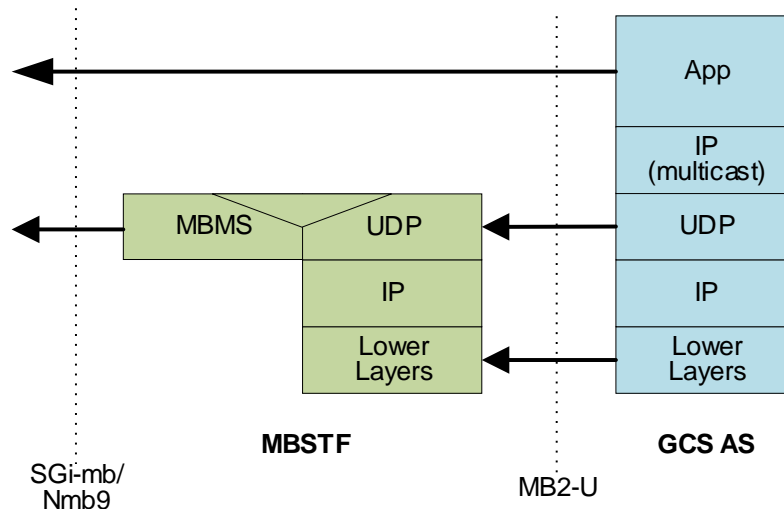 App
IP
(multicast)
MBMS
UDP
UDP
IP
IP
Lower
Layers
Lower
Layers
MBSTF
GCS AS
SGi-mb/
Nmb9
MB2-U